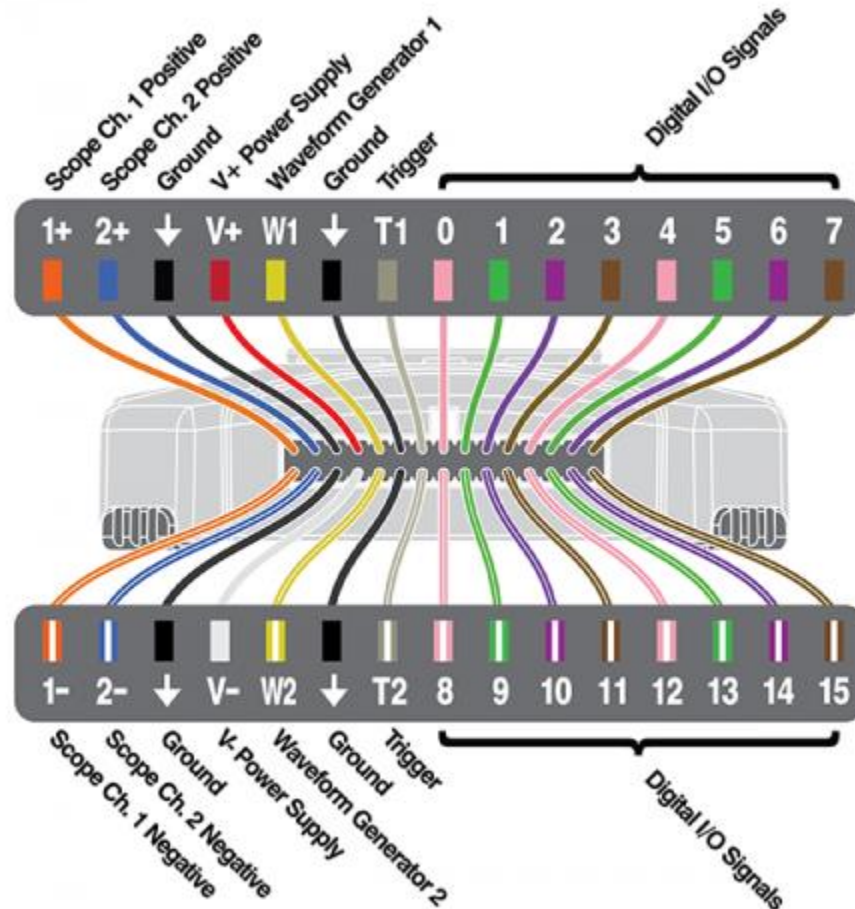 Scope Ch. 1 Positive
Scope Ch. 2 Positive
Ground
V+ Power Supply
Waveform Generator 1
Ground
Trigger
Digital I/O Signals
1+ 2+ ↓ V+ W1 ↓ T1 0 1 2 3 4 5 6 7
1- 2- ↓ V- W2 ↓ T2 8 9 10 11 12 13 14 15
Scope Ch. 1 Negative
Scope Ch. 2 Negative
Ground
V- Power Supply
Waveform Generator 2
Ground
Trigger
Digital I/O Signals